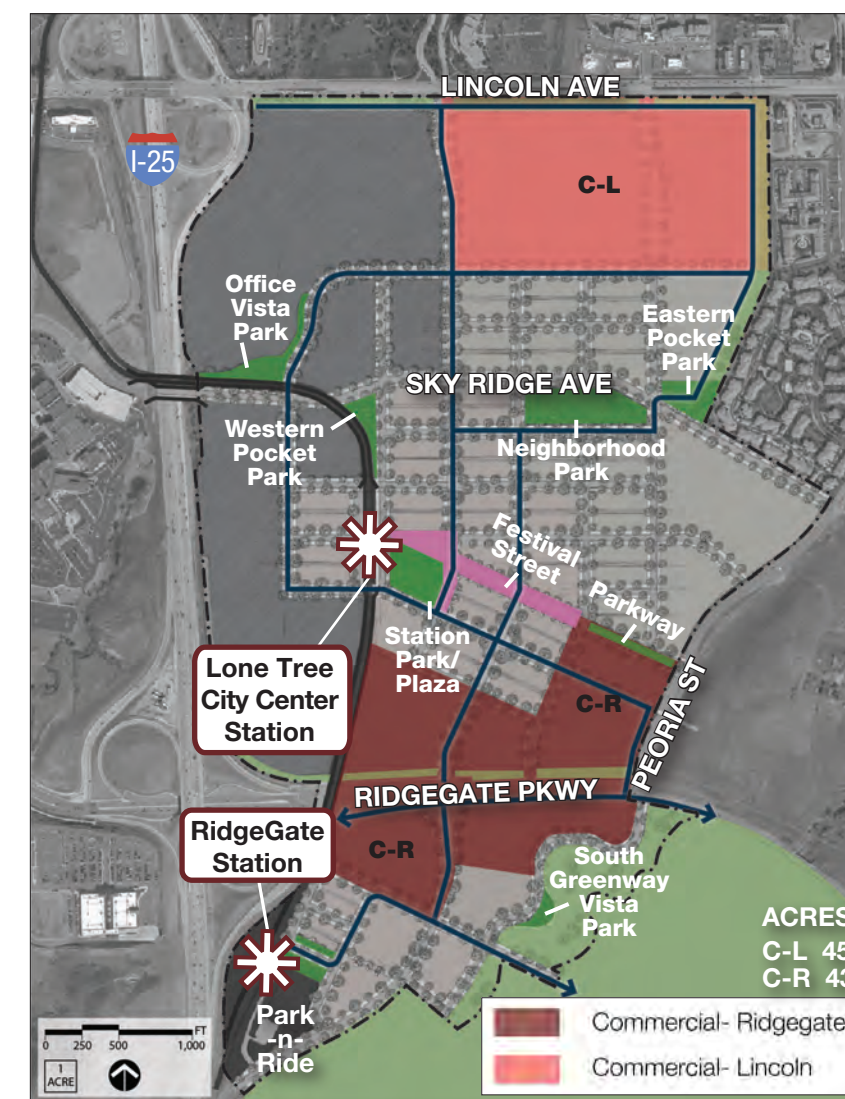 LINCOLN AVE
I-25
C-L
Office
Vista
Park
Eastern
Pocket
Park
SKY RIDGE AVE
Western
Pocket
Park
Neighborhood
Park
Festival
Street
Parkway
Station
Park/
Plaza
Lone Tree
City Center
Station
C-R
PEORIA ST
RIDGEGATE PKWY
RidgeGate
Station
C-R
South
Greenway
Vista
Park
ACRES
C-L 45
C-R 43
Park
-n-
Ride
Commercial- Ridgegate
Commercial- Lincoln
FT
0 250 500 1,000
1
ACRE